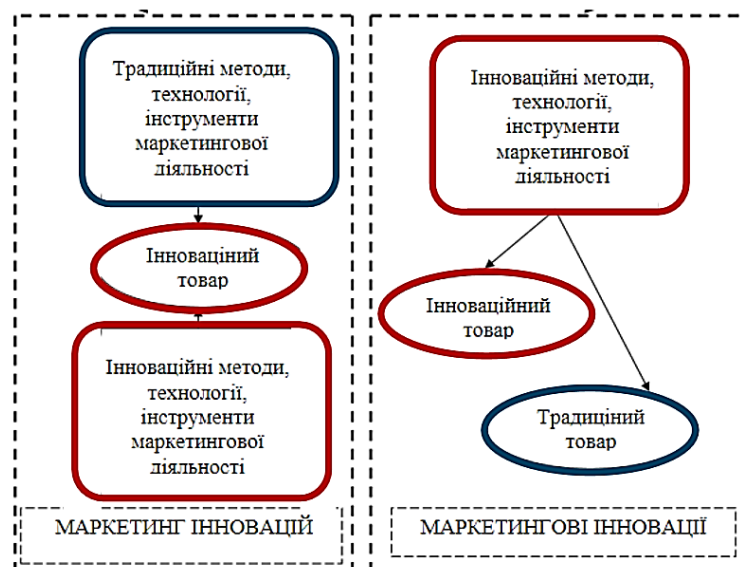 Традиційні методи,
технології,
інструменти
маркетингової
діяльності
Інноваціний
товар
Інноваційні методи,
технології,
інструменти
маркетингової
діяльності
МАРКЕТИНГ ІННОВАЦІЙ
Інноваційні методи,
технології,
інструменти
маркетингової
діяльності
Інноваційний
товар
Традиціний
товар
МАРКЕТИНГОВІ ІННОВАЦІЇ